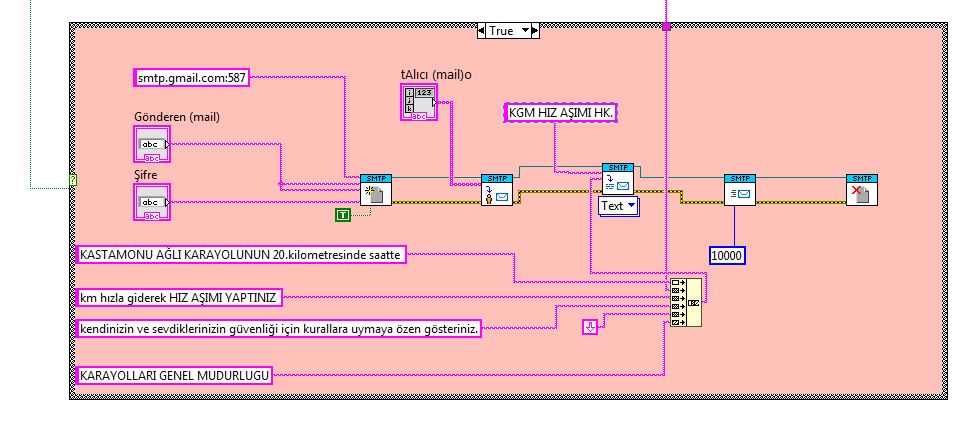 True
smtp.gmail.com:587
tAlıcı (mail)o
123
abc
KGM HIZ AŞIMI HK.
Gönderen (mail)
abc
abc
Şifre
abc
abc
SMTP
SMTP
SMTP
SMTP
SMTP
?
T
Text
10000
KASTAMONU AĞLI KARAYOLUNUN 20.kilometresinde saatte
km hızla giderek HIZ AŞIMI YAPTINIZ
kendinizin ve sevdiklerinizin güvenliği için kurallara uymaya özen gösteriniz.
KARAYOLLARI GENEL MUDURLUGU